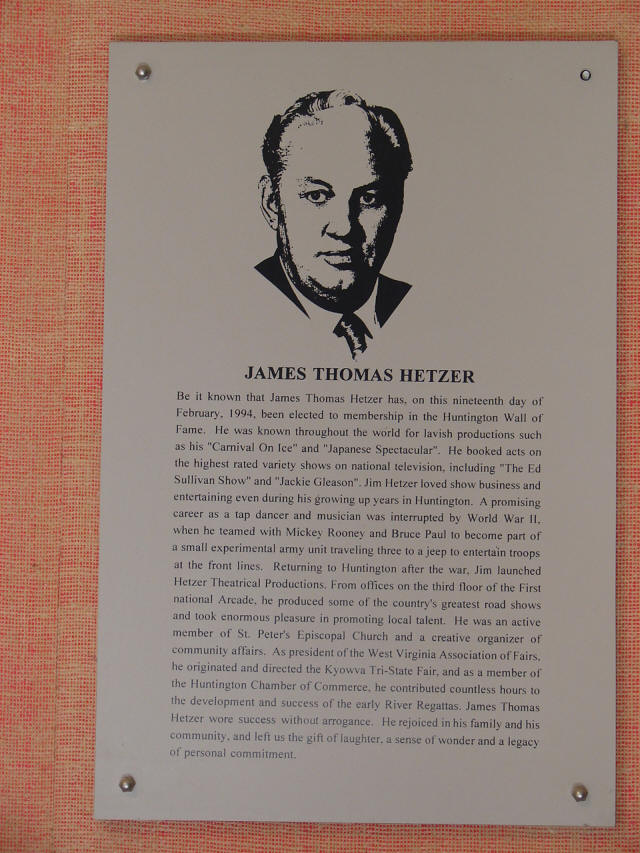 JAMES THOMAS HETZER
Be it known that James Thomas Hetzer has, on this nineteenth day of
February, 1994, been elected to membership in the Huntington Wall of
Fame. He was known throughout the world for lavish productions such
as his "Carnival On Ice" and "Japanese Spectacular". He booked acts on
the highest rated variety shows on national television, including "The Ed
Sullivan Show" and "Jackie Gleason". Jim Hetzer loved show business and
entertaining even during his growing up years in Huntington. A promising
career as a tap dancer and musician was interrupted by World War II,
when he teamed with Mickey Rooney and Bruce Paul to become part of
a small experimental army unit traveling three to a jeep to entertain troops
at the front lines. Returning to Huntington after the war, Jim launched
Hetzer Theatrical Productions. From offices on the third floor of the First
national Arcade, he produced some of the country's greatest road shows
and took enormous pleasure in promoting local talent. He was an active
member of St. Peter's Episcopal Church and a creative organizer of
community affairs. As president of the West Virginia Association of Fairs,
he originated and directed the Kyowva Tri-State Fair, and as a member of
the Huntington Chamber of Commerce, he contributed countless hours to
the development and success of the early River Regattas. James Thomas
Hetzer wore success without arrogance. He rejoiced in his family and his
community, and left us the gift of laughter, a sense of wonder and a legacy
of personal commitment.